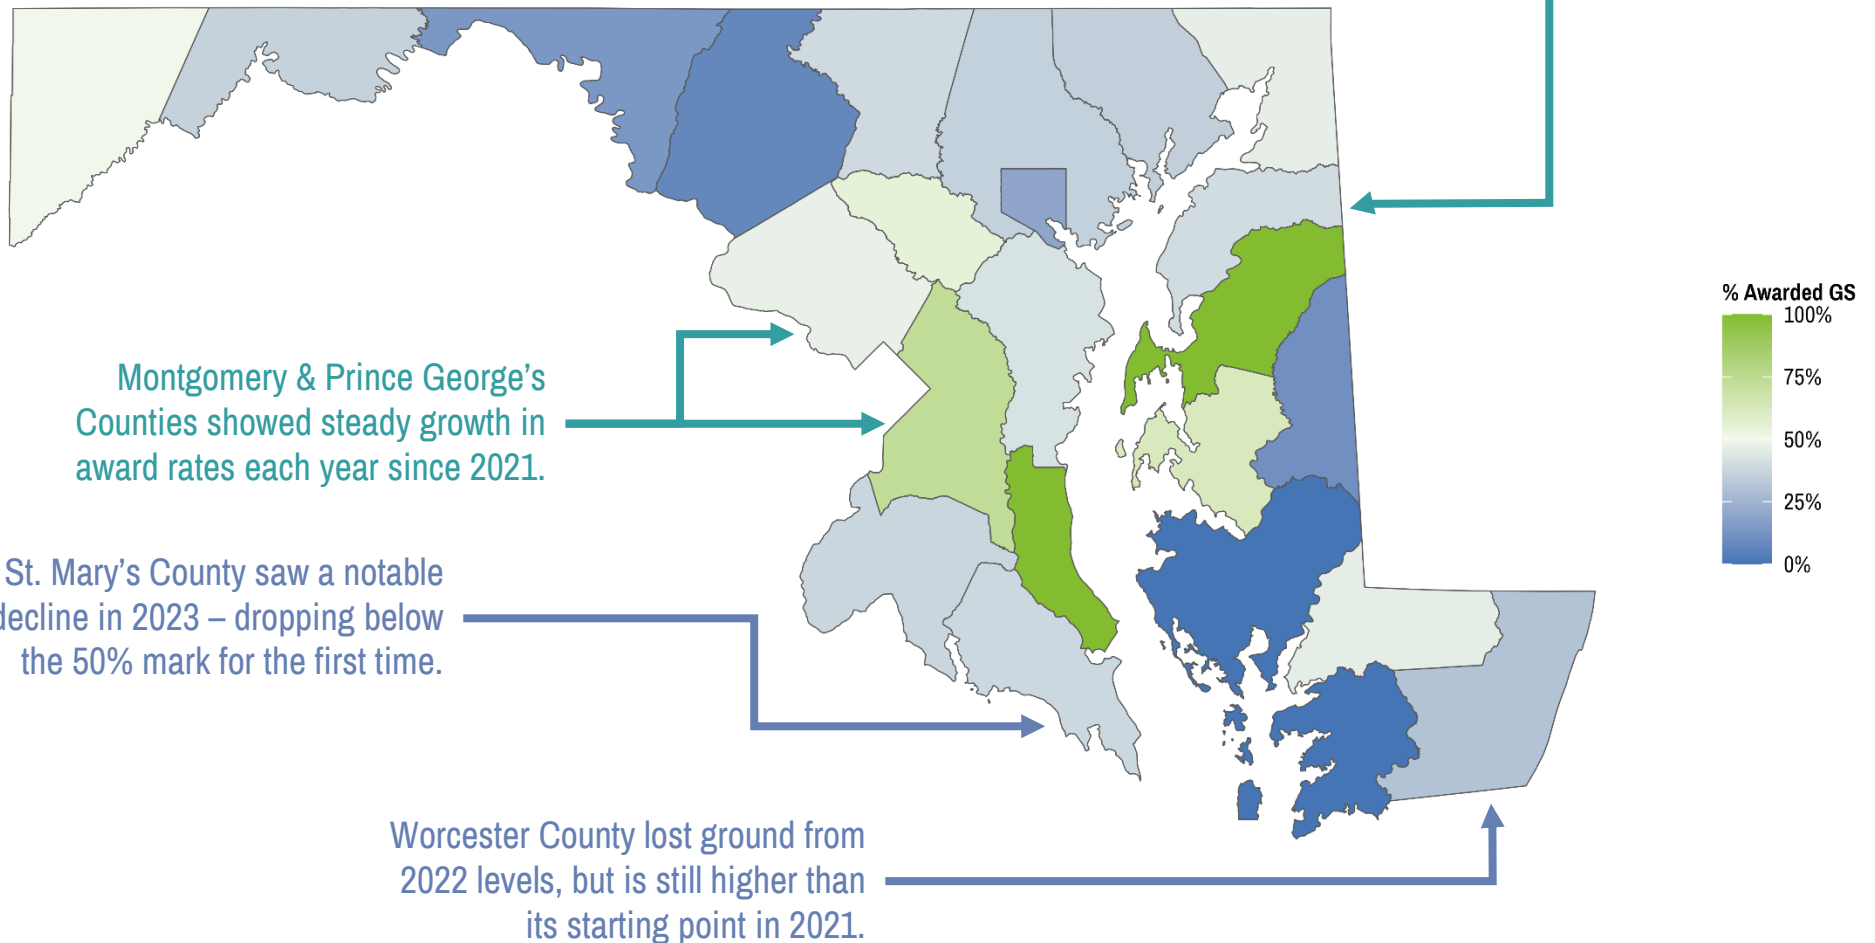 % Awarded GS
100%
75%
50%
25%
0%
Montgomery & Prince George’s
Counties showed steady growth in
award rates each year since 2021.
St. Mary’s County saw a notable
decline in 2023 – dropping below
the 50% mark for the first time.
Worcester County lost ground from
2022 levels, but is still higher than
its starting point in 2021.